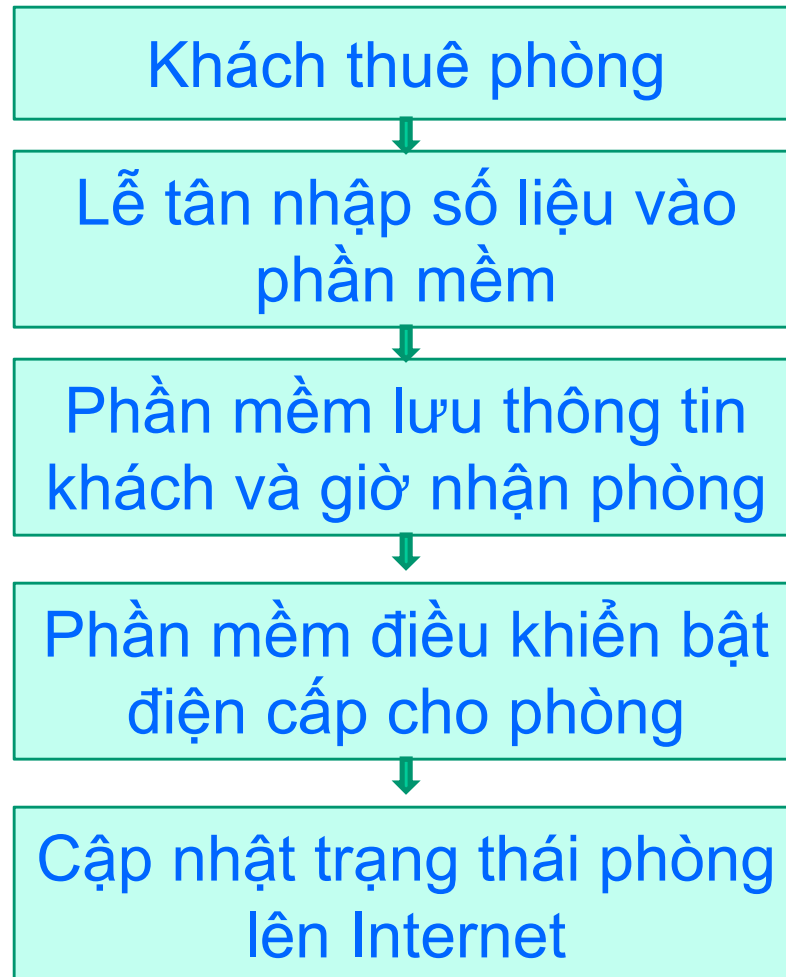 Khách thuê phòng
Lễ tân nhập số liệu vào
phần mềm
Phần mềm lưu thông tin
khách và giờ nhận phòng
Phần mềm điều khiển bật
điện cấp cho phòng
Cập nhật trạng thái phòng
lên Internet